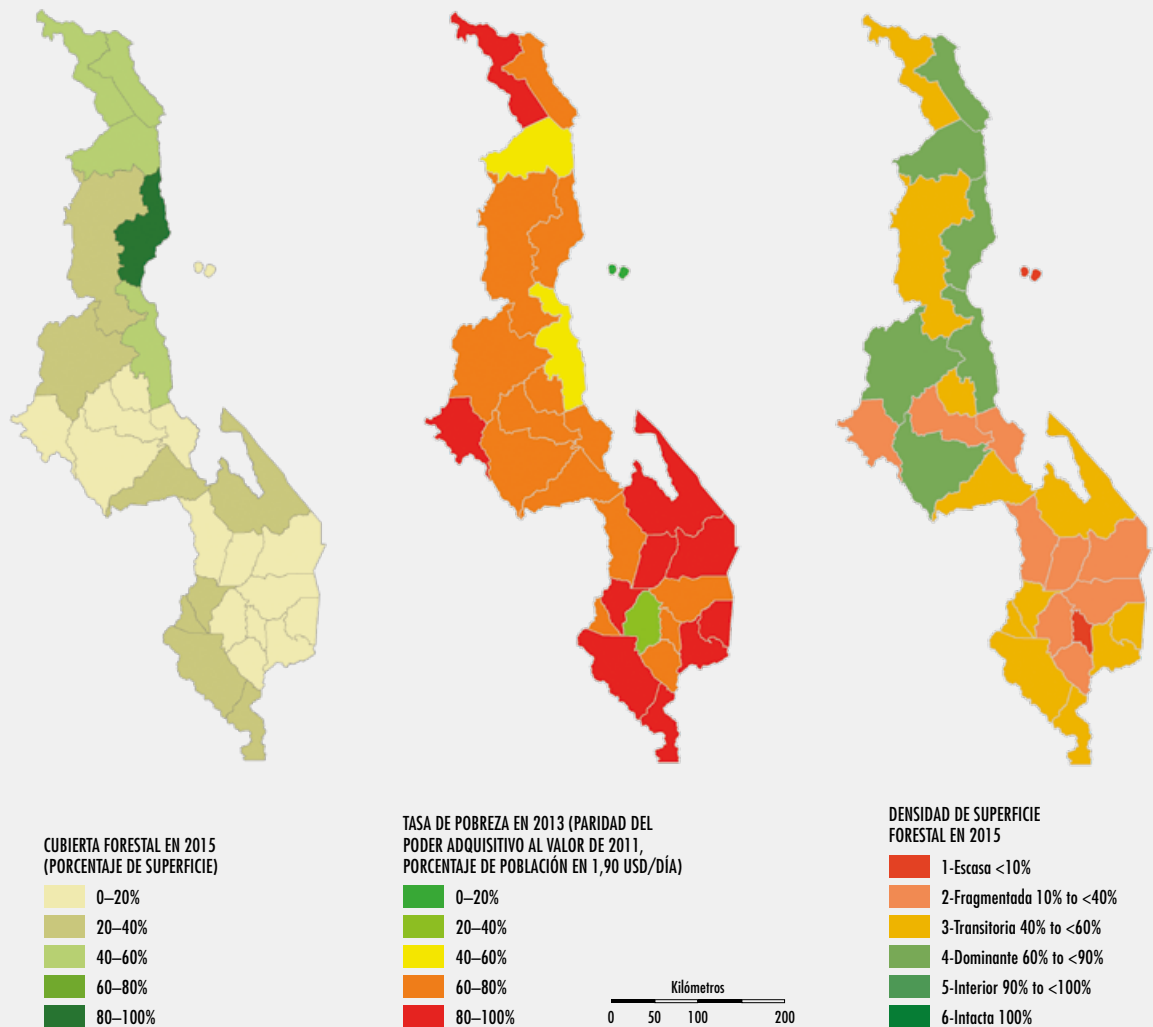 CUBIERTA FORESTAL EN 2015
(PORCENTAJE DE SUPERFICIE)
0–20%
20–40%
40–60%
60–80%
80–100%
TASA DE POBREZA EN 2013 (PARIDAD DEL
PODER ADQUISITIVO AL VALOR DE 2011,
PORCENTAJE DE POBLACIÓN EN 1,90 USD/DÍA)
0–20%
20–40%
40–60%
60–80%
80–100%
Kilómetros
0 50 100 200
DENSIDAD DE SUPERFICIE
FORESTAL EN 2015
1-Escasa <10%
2-Fragmentada 10% to <40%
3-Transitoria 40% to <60%
4-Dominante 60% to <90%
5-Interior 90% to <100%
6-Intacta 100%